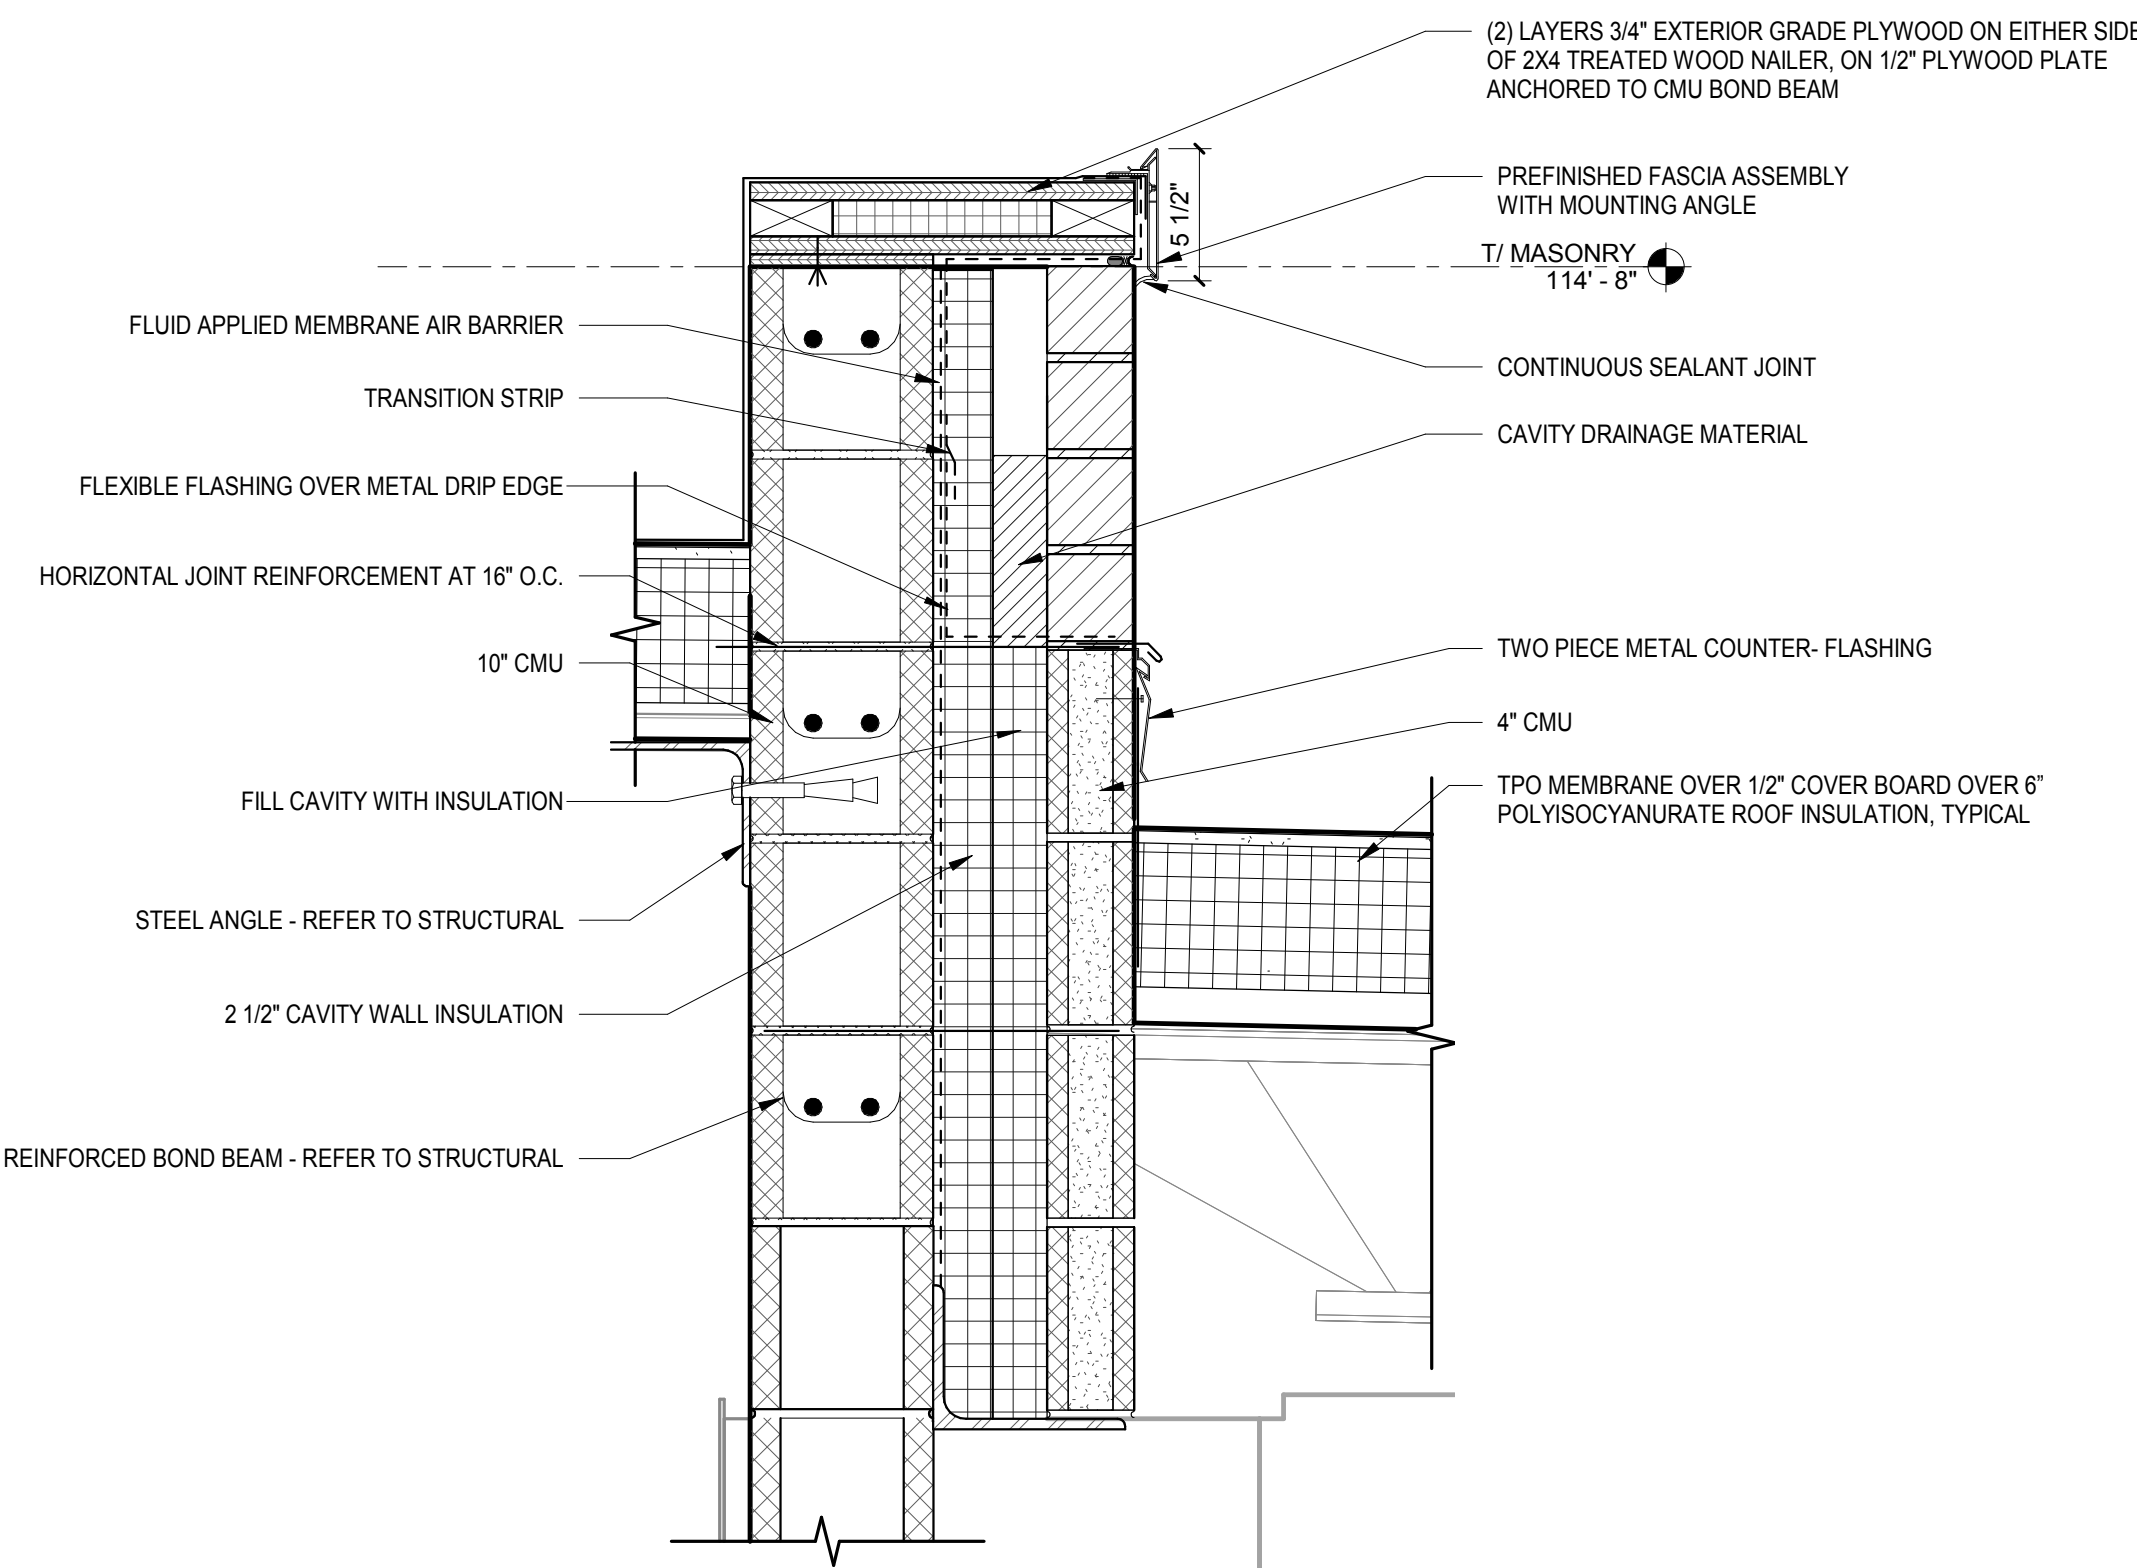 (2) LAYERS 3/4" EXTERIOR GRADE PLYWOOD ON EITHER SIDE
OF 2X4 TREATED WOOD NAILER, ON 1/2" PLYWOOD PLATE
ANCHORED TO CMU BOND BEAM
5 1/2"
PREFINISHED FASCIA ASSEMBLY
WITH MOUNTING ANGLE
T/ MASONRY
114' - 8"
CONTINUOUS SEALANT JOINT
CAVITY DRAINAGE MATERIAL
TWO PIECE METAL COUNTER- FLASHING
4" CMU
TPO MEMBRANE OVER 1/2" COVER BOARD OVER 6”
POLYISOCYANURATE ROOF INSULATION, TYPICAL
FLUID APPLIED MEMBRANE AIR BARRIER
TRANSITION STRIP
FLEXIBLE FLASHING OVER METAL DRIP EDGE
HORIZONTAL JOINT REINFORCEMENT AT 16" O.C.
10" CMU
FILL CAVITY WITH INSULATION
STEEL ANGLE - REFER TO STRUCTURAL
2 1/2" CAVITY WALL INSULATION
REINFORCED BOND BEAM - REFER TO STRUCTURAL